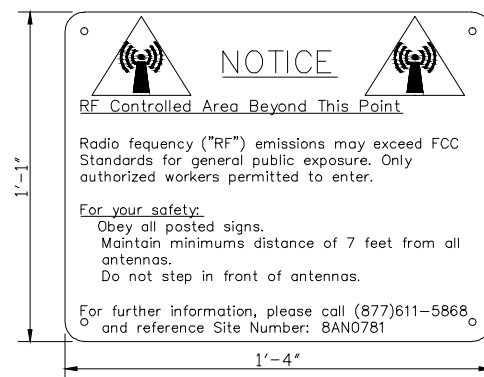 NOTICE
RF Controlled Area Beyond This Point
Radio fequency ("RF") emissions may exceed FCC
Standards for general public exposure. Only
authorized workers permitted to enter.
For your safety:
Obey all posted signs.
Maintain minimums distance of 7 feet from all
antennas.
Do not step in front of antennas.
For further information, please call (877)611-5868
and reference Site Number: 8AN0781
1'-1"
1'-4"